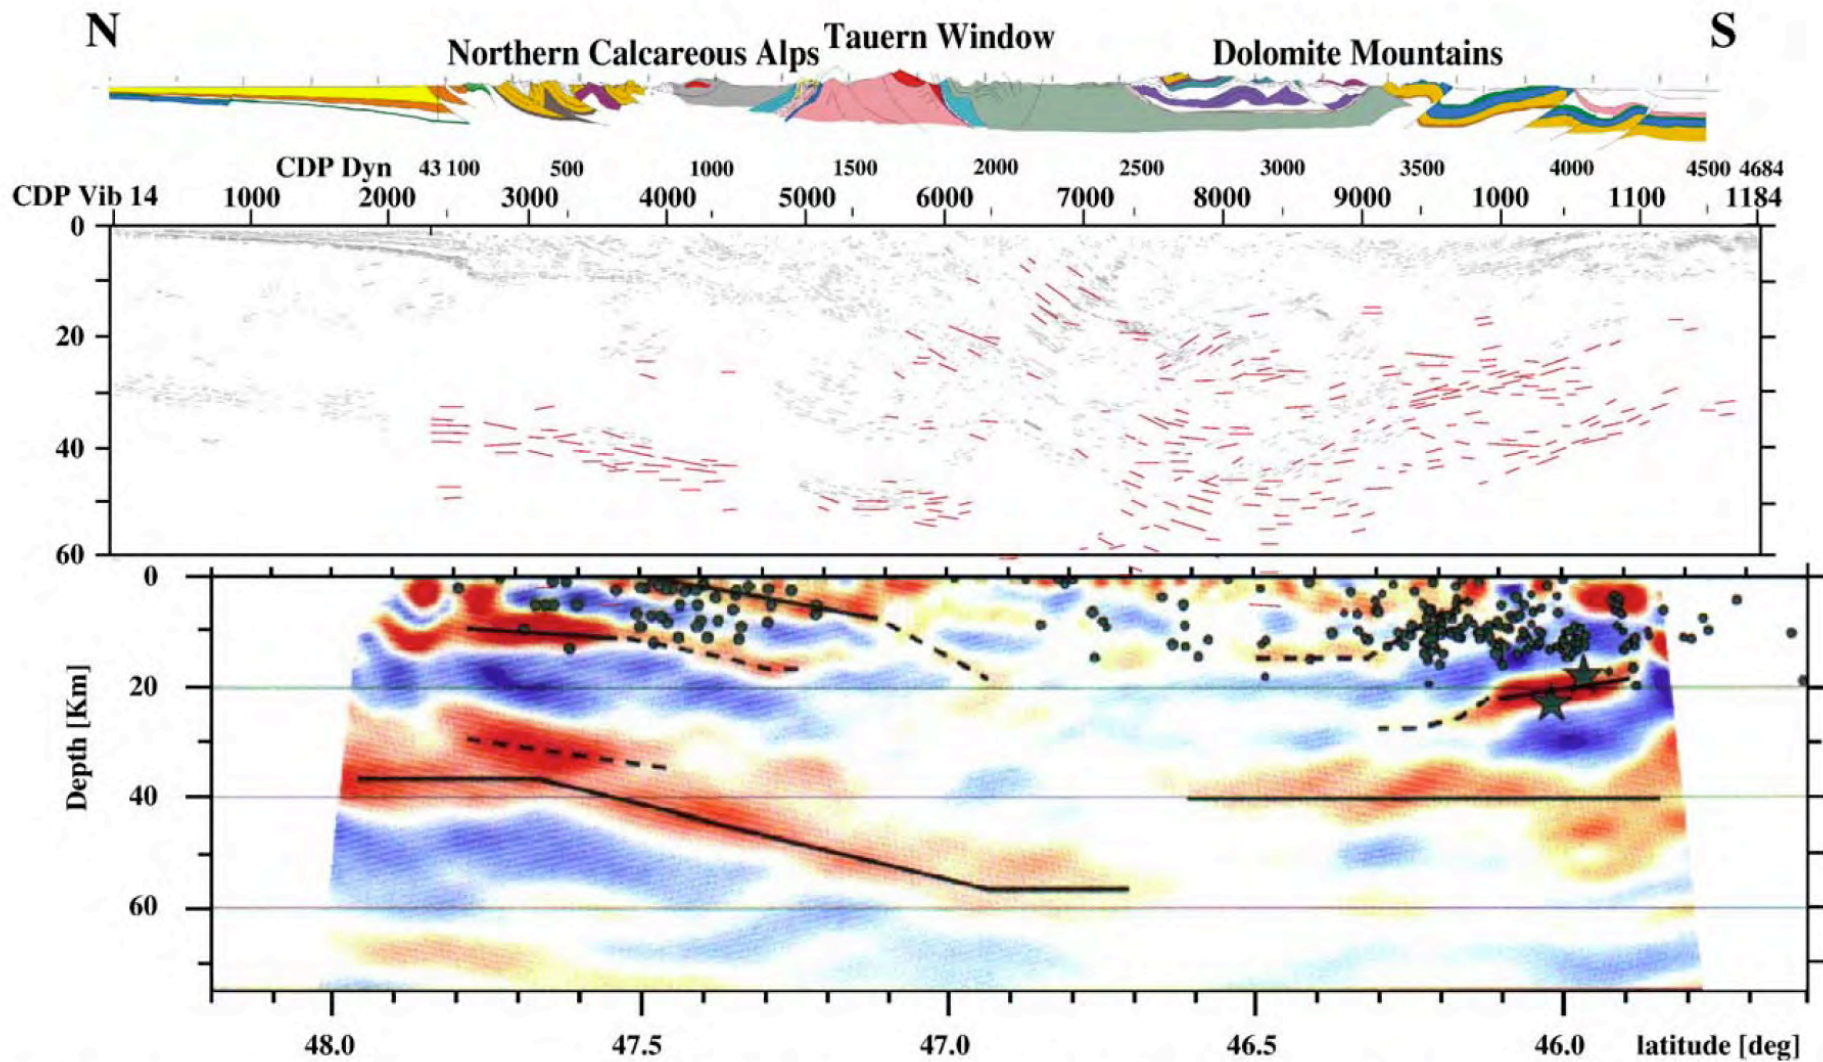 N
S
Northern Calcareous Alps
Tauern Window
Dolomite Mountains
CDP Dyn 43 100 500 1000 1500 2000 2500 3000 3500 4000 4500 4684
CDP Vib 14 1000 2000 3000 4000 5000 6000 7000 8000 9000 1000 1100 1184
0
20
40
60
0
20
40
60
Depth [Km]
48.0 47.5 47.0 46.5 46.0 latitude [deg]